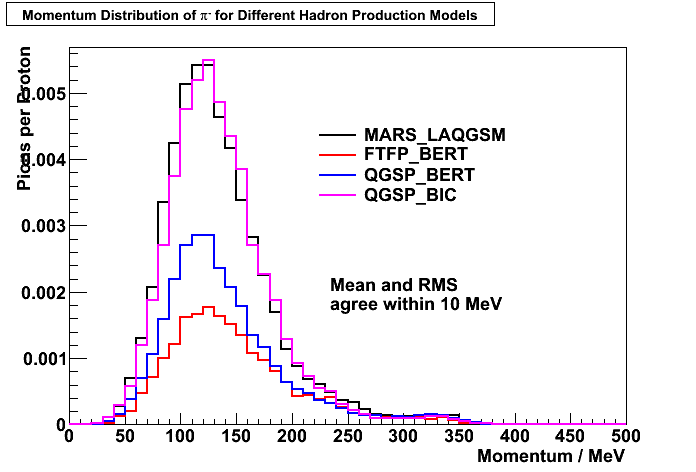 Momentum Distribution of π- for Different Hadron Production Models
Pions per Proton
0.005
0.004
0.003
0.002
0.001
0
MARS_LAQGSM
FTFP_BERT
QGSP_BERT
QGSP_BIC
Mean and RMS
agree within 10 MeV
0 50 100 150 200 250 300 350 400 450 500
Momentum / MeV